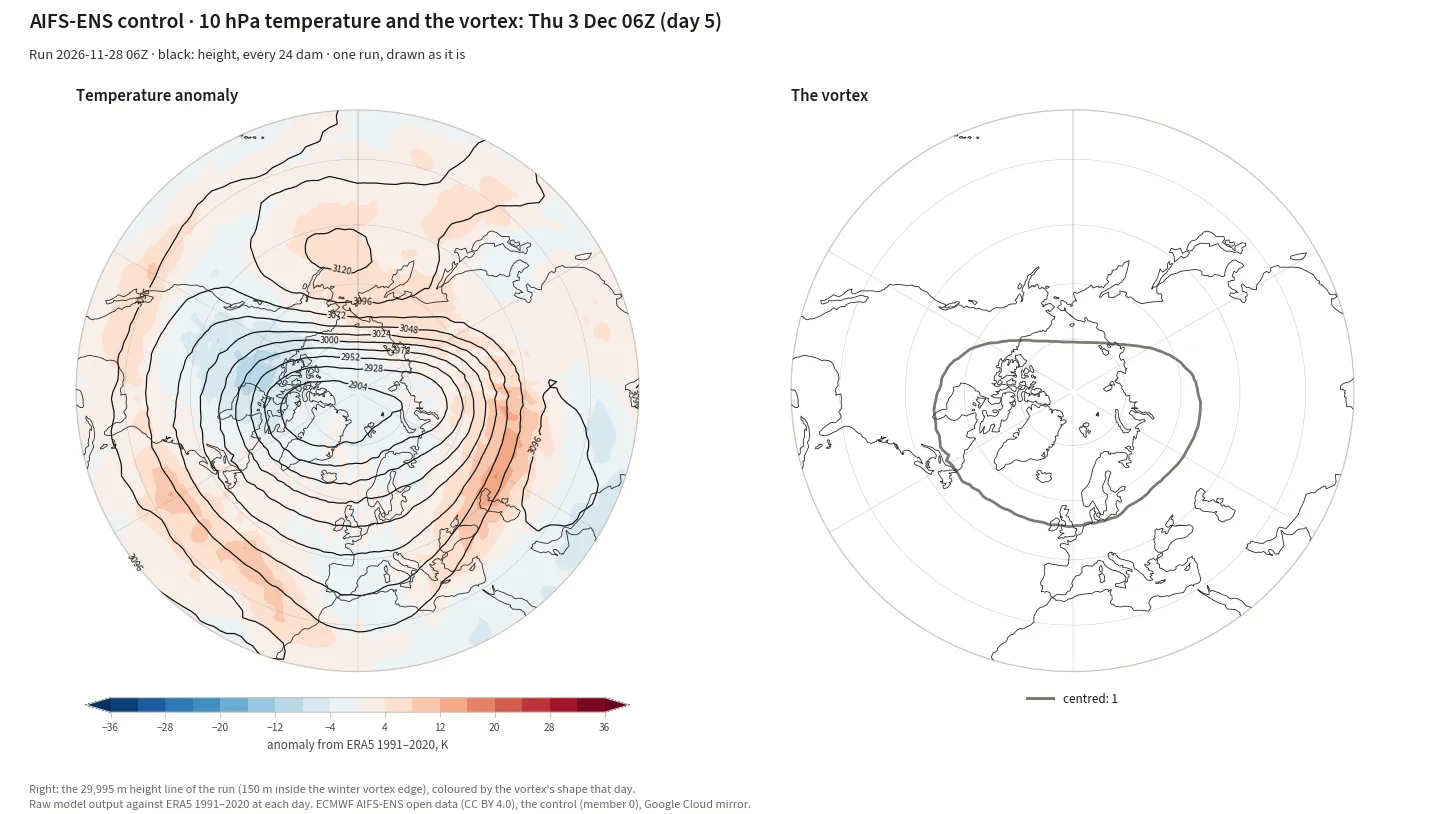 AIFS-ENS control · 10 hPa temperature and the vortex: Thu 3 Dec 06Z (day 5)
Run 2026-11-28 06Z · black: height, every 24 dam · one run, drawn as it is
Temperature anomaly
The vortex
3120
3096
3072
3048
3024
3000
2952
2928
2904
3096
3096
−36 −28 −20 −12 −4 4 12 20 28 36
anomaly from ERA5 1991–2020, K
centred: 1
Right: the 29,995 m height line of the run (150 m inside the winter vortex edge), coloured by the vortex's shape that day.
Raw model output against ERA5 1991–2020 at each day. ECMWF AIFS-ENS open data (CC BY 4.0), the control (member 0), Google Cloud mirror.